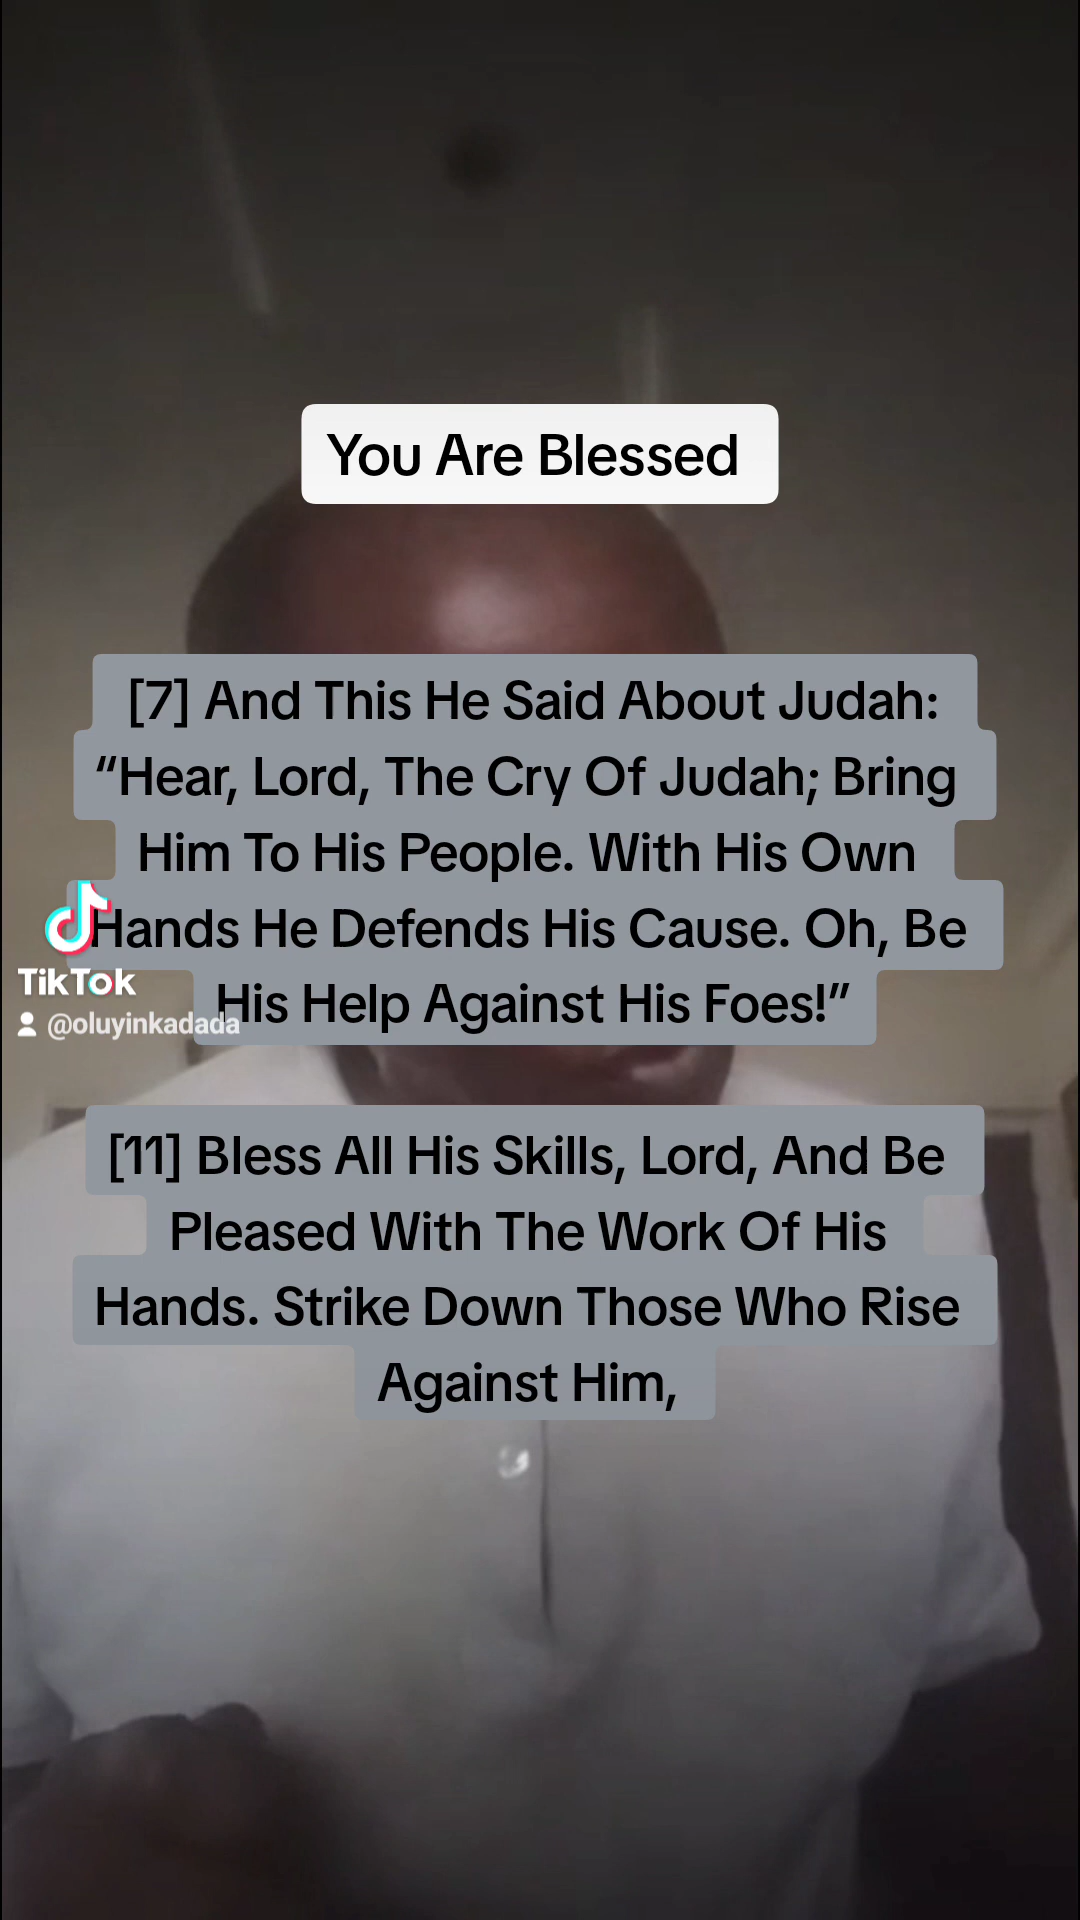 You Are Blessed
[7] And This He Said About Judah:
“Hear, Lord, The Cry Of Judah; Bring
Him To His People. With His Own
Hands He Defends His Cause. Oh, Be
His Help Against His Foes!”
TikTok
@oluyinkadada
[11] Bless All His Skills, Lord, And Be
Pleased With The Work Of His
Hands. Strike Down Those Who Rise
Against Him,